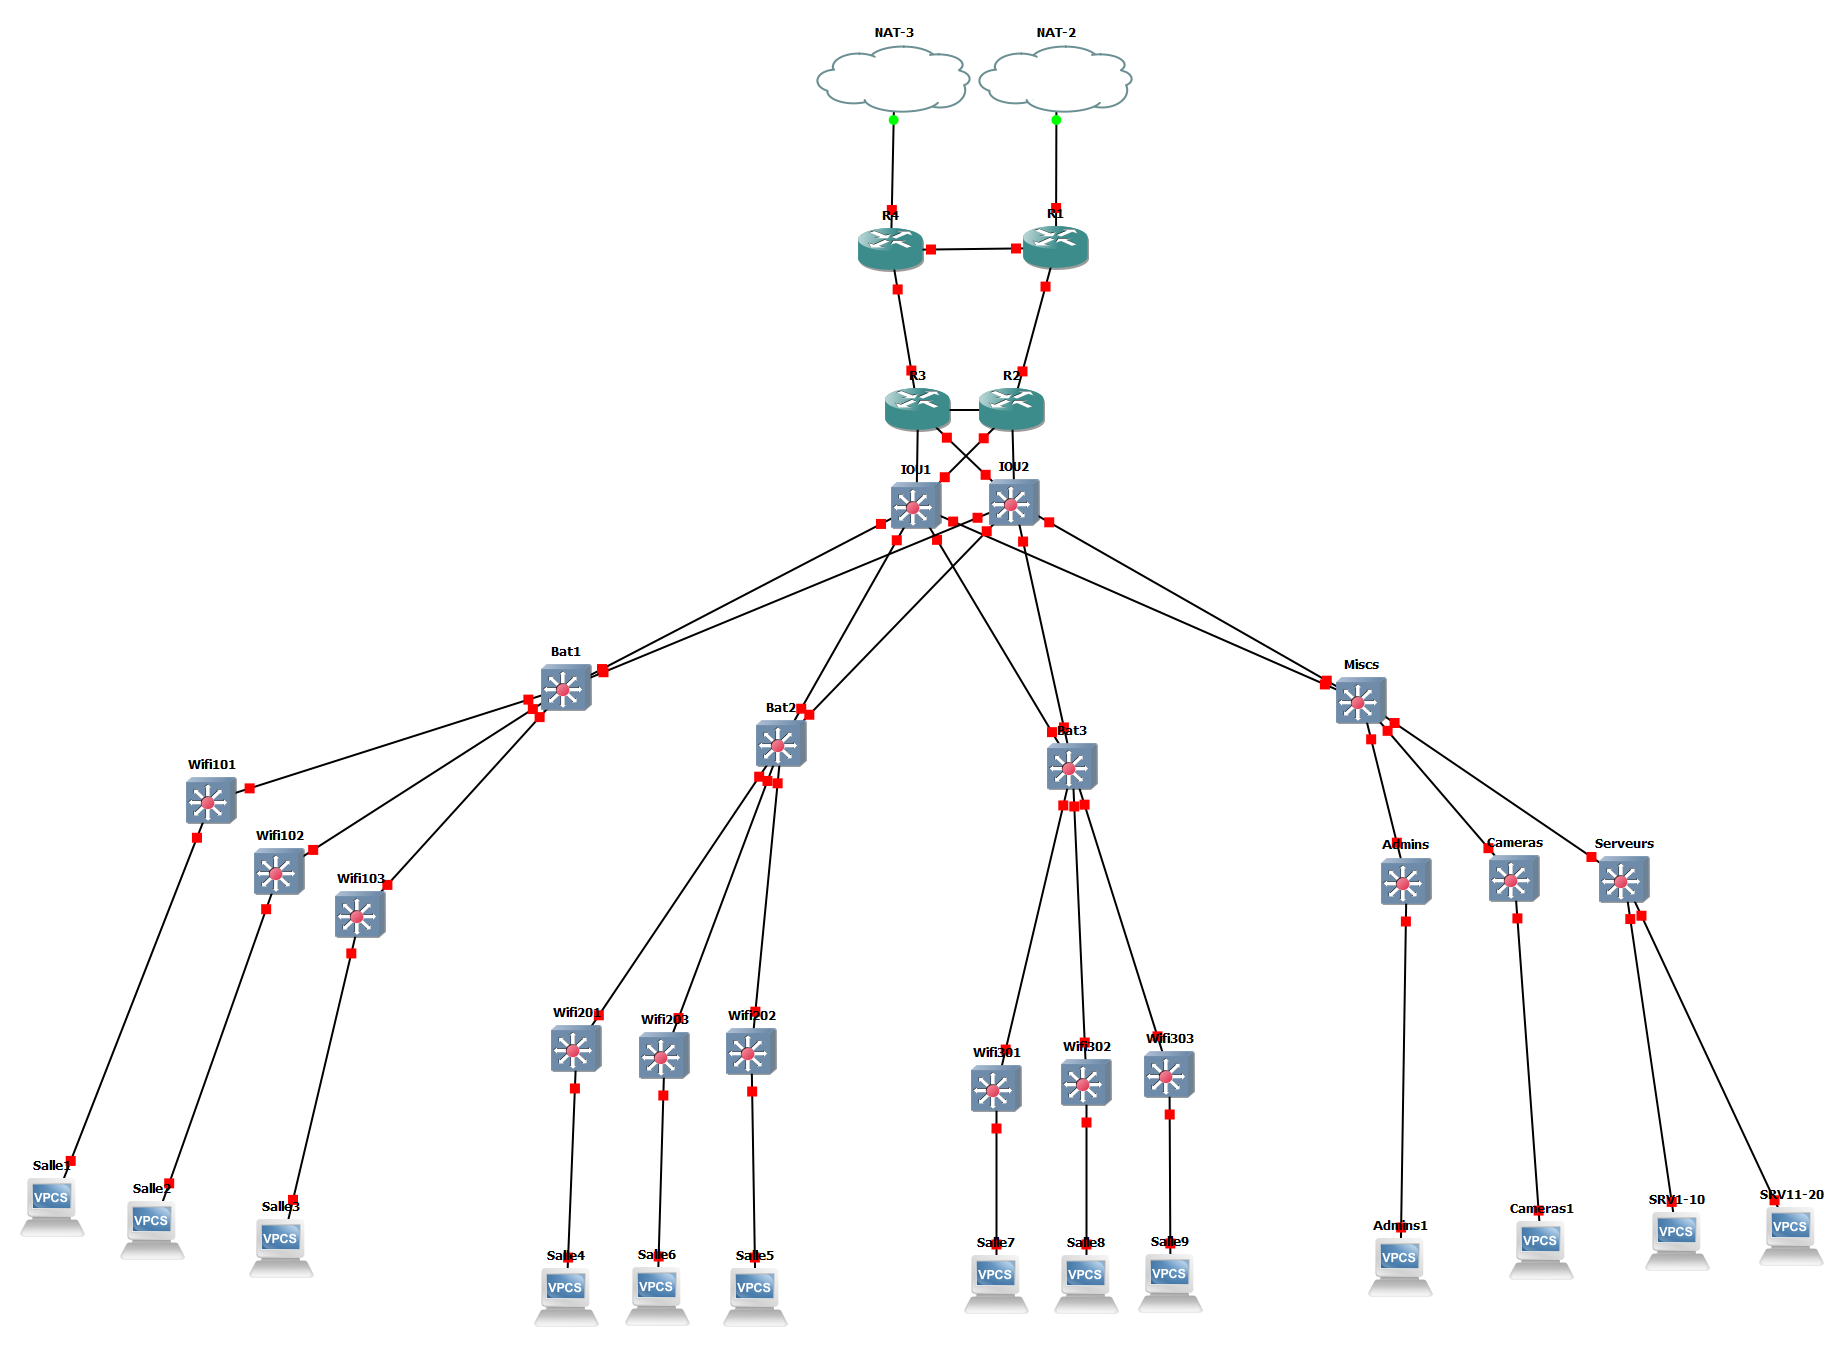 NAT-3
NAT-2
R4
R1
R3
R2
IOU1
IOU2
Bat1
Miscs
Bat2
Bat3
Wifi101
Wifi102
Admins
Cameras
Serveurs
Wifi103
Wifi201
Wifi203
Wifi202
Wifi301
Wifi302
Wifi303
Salle1
VPCS
Salle2
VPCS
Salle3
VPCS
Salle4
VPCS
Salle6
VPCS
Salle5
VPCS
Salle7
VPCS
Salle8
VPCS
Salle9
VPCS
Admins1
VPCS
Cameras1
VPCS
SRV1-10
VPCS
SRV11-20
VPCS